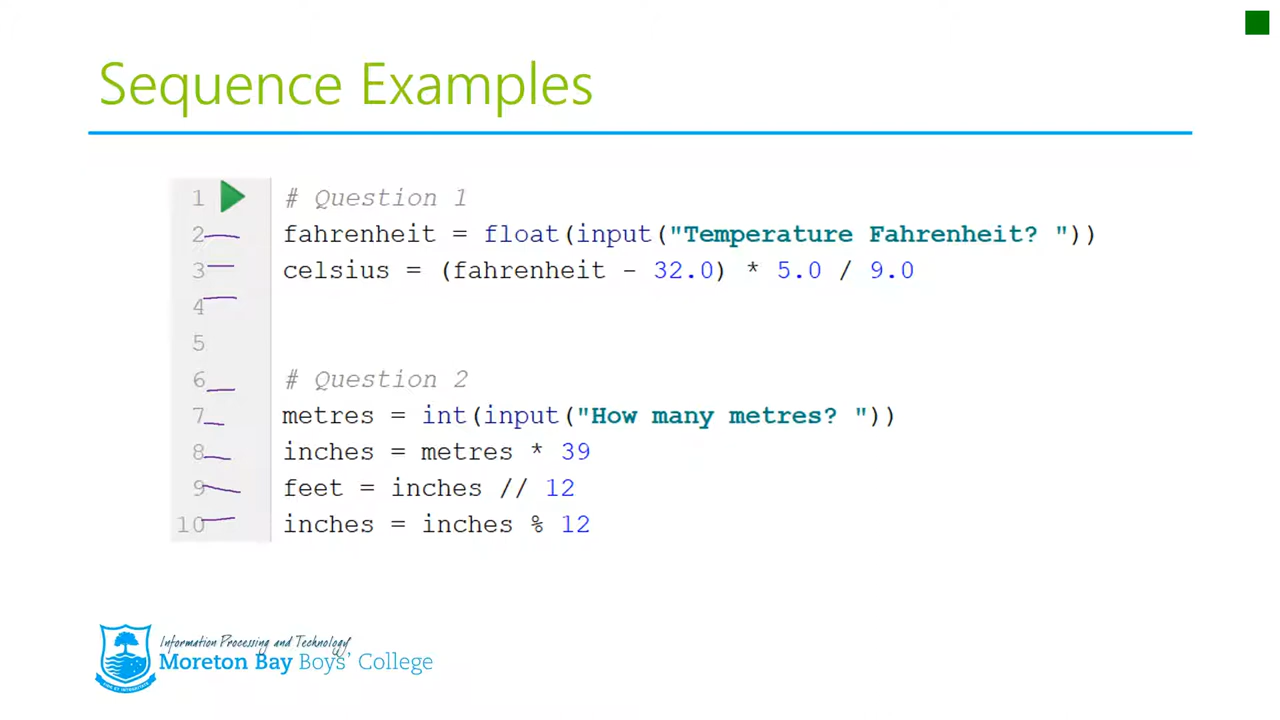 Sequence Examples
1 # Question 1
2 fahrenheit = float(input("Temperature Fahrenheit? "))
3 celsius = (fahrenheit - 32.0) * 5.0 / 9.0
4
5
6 # Question 2
7 metres = int(input("How many metres? "))
8 inches = metres * 39
9 feet = inches // 12
10 inches = inches % 12
Information Processing and Technology
Moreton Bay Boys' College